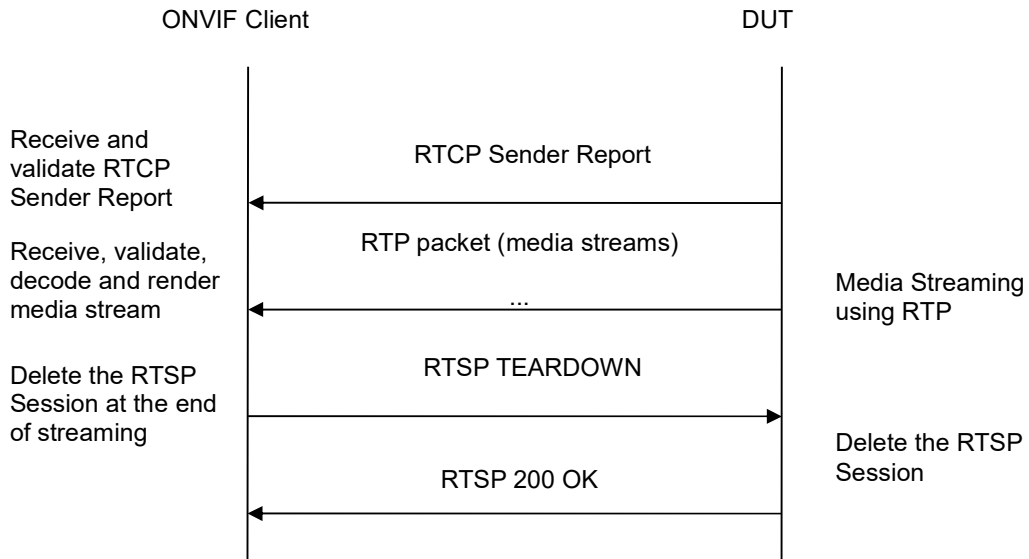 ONVIF Client
DUT
Receive and
validate RTCP
Sender Report
RTCP Sender Report
RTP packet (media streams)
Receive, validate,
decode and render
media stream
...
Media Streaming
using RTP
RTSP TEARDOWN
Delete the RTSP
Session at the end
of streaming
Delete the RTSP
Session
RTSP 200 OK